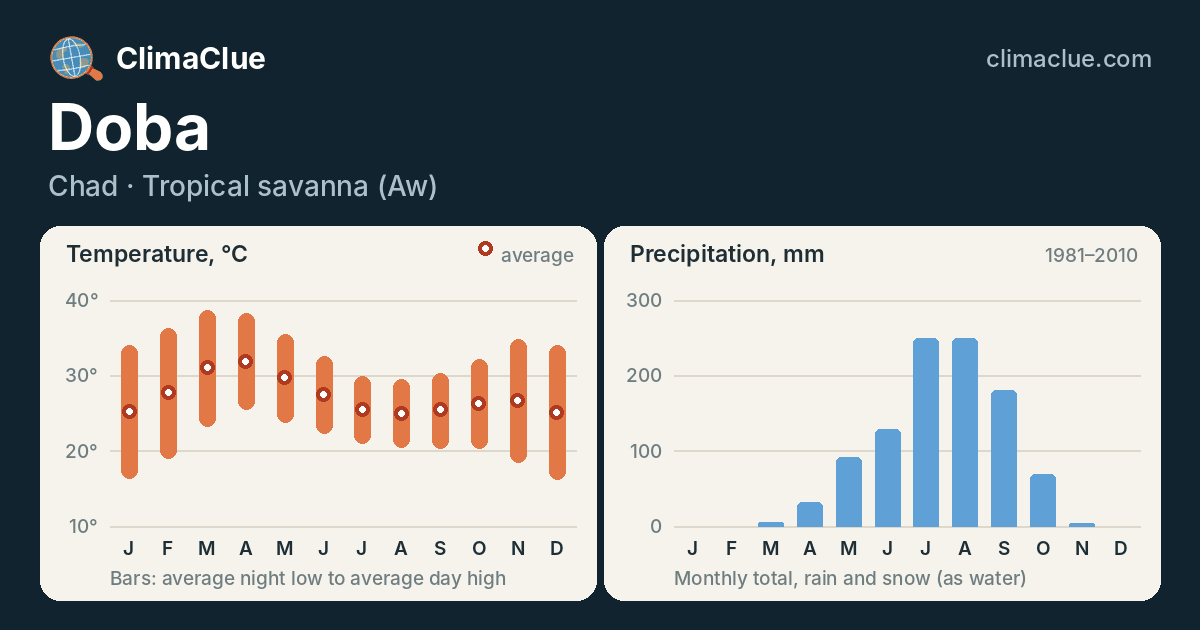 ClimaClue
climaclue.com
Doba
Chad · Tropical savanna (Aw)
Temperature, °C
average
40°
30°
20°
10°
J F M A M J J A S O N D
Bars: average night low to average day high
Precipitation, mm
1981–2010
300
200
100
0
J F M A M J J A S O N D
Monthly total, rain and snow (as water)